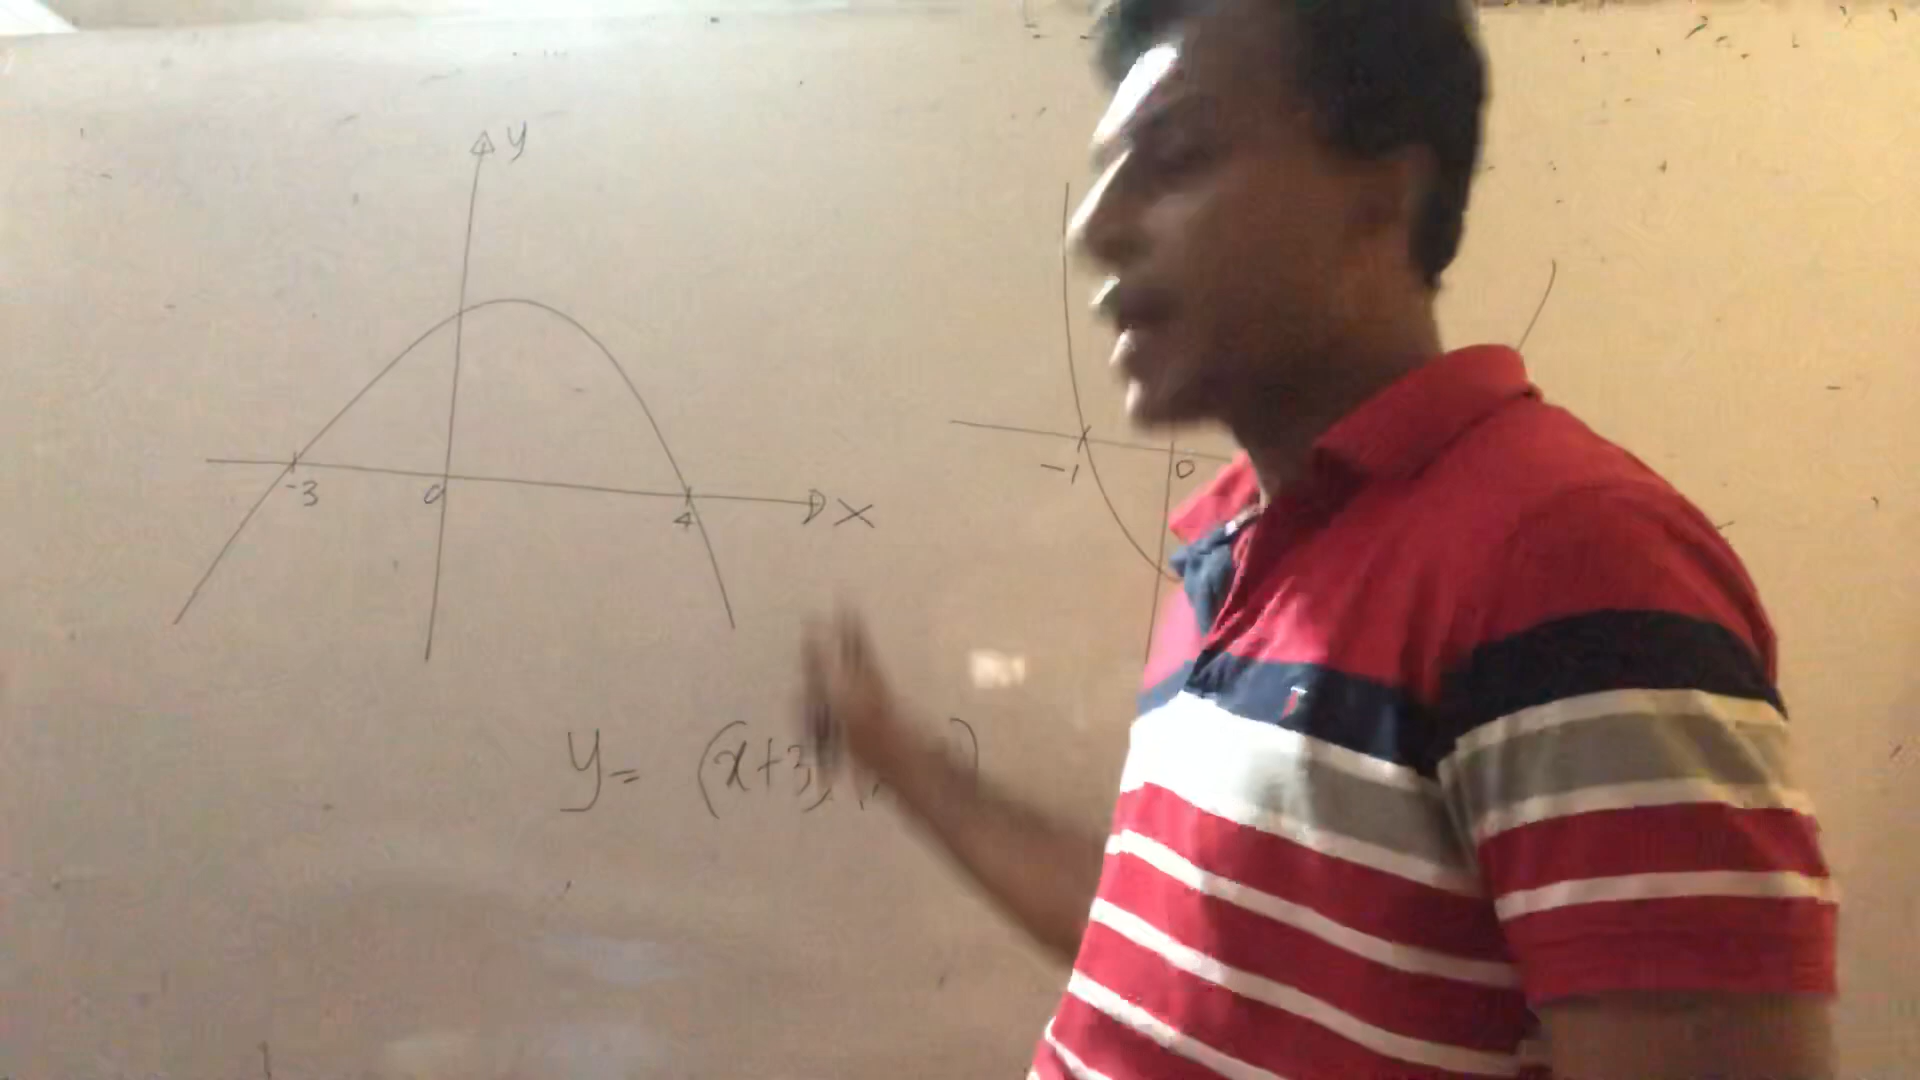 y
-3 0 4 x
-1 0
y= (x+3)( )